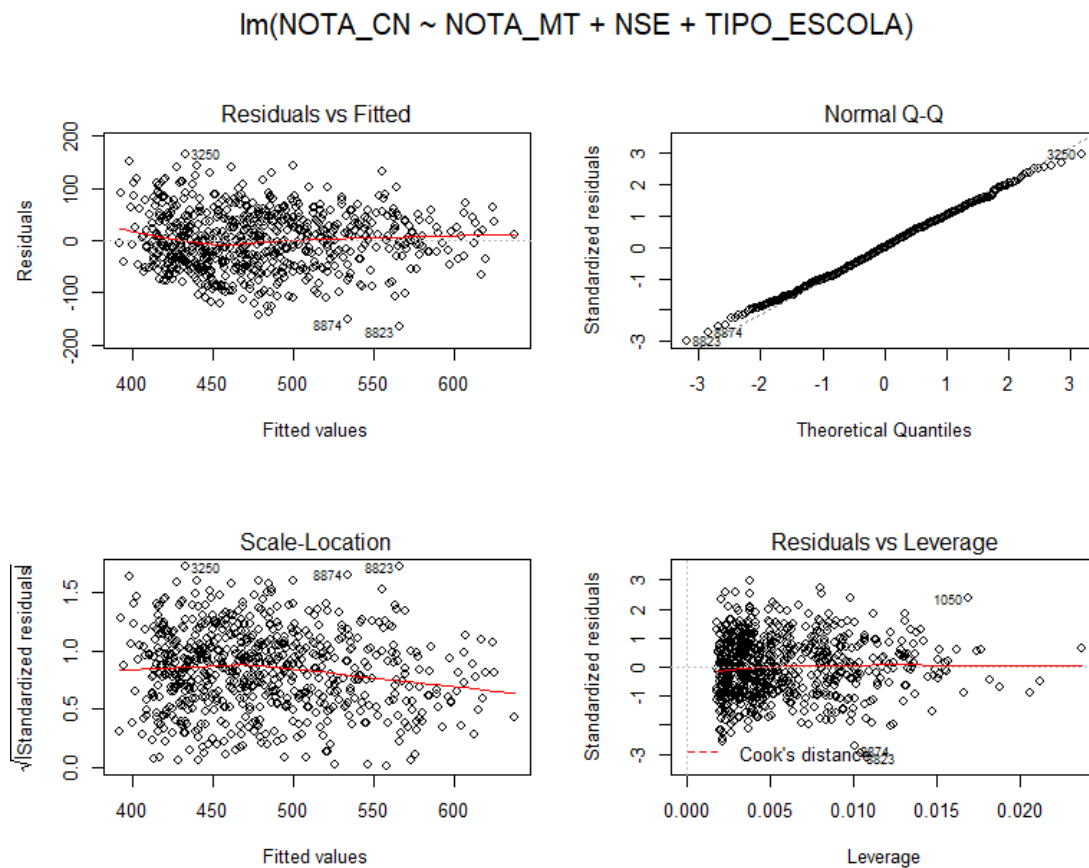 lm(NOTA_CN ~ NOTA_MT + NSE + TIPO_ESCOLA)
Residuals vs Fitted
Residuals
-200 -100 0 100 200
3250
8874
8823
400 450 500 550 600
Fitted values
Normal Q-Q
Standardized residuals
-3 -1 0 1 2 3
3250
8874
8823
-3 -2 -1 0 1 2 3
Theoretical Quantiles
Scale-Location
√|Standardized residuals|
0.0 0.5 1.0 1.5
3250
8874
8823
400 450 500 550 600
Fitted values
Residuals vs Leverage
Standardized residuals
-3 -1 0 1 2 3
1050
8874
8823
Cook's distance
0.000 0.005 0.010 0.015 0.020
Leverage